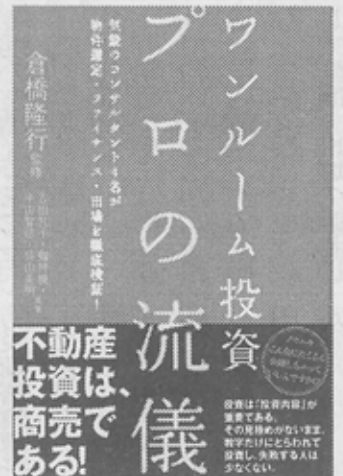 ワンルーム投資
プロの流儀
気鋭のコンサルタント4名が
物件選定・ファイナンス・出場を徹底検証!
倉橋隆行 監修
不動産
投資は、
商売で
ある!
投資は「投資内容」が
重要である。
その見極めがないまま、
数字だけにとらわれて
投資し、失敗する人は
少なくない。